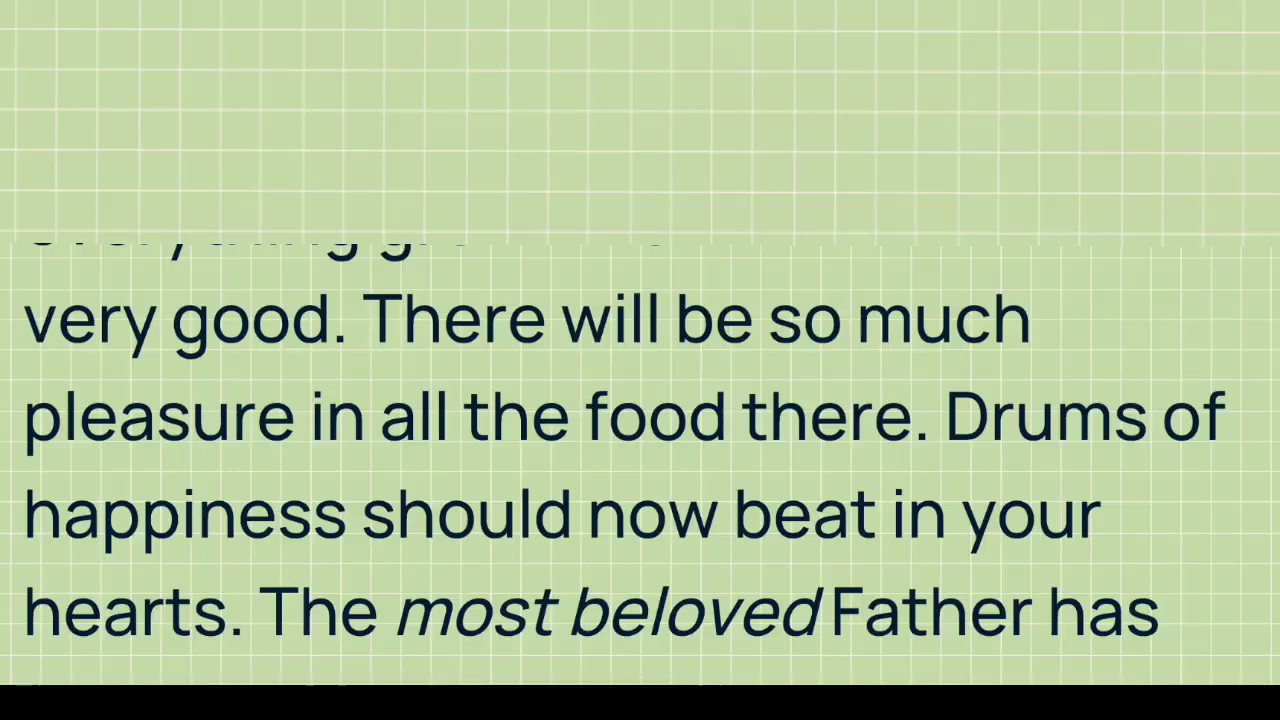 very good. There will be so much
pleasure in all the food there. Drums of
happiness should now beat in your
hearts. The most beloved Father has